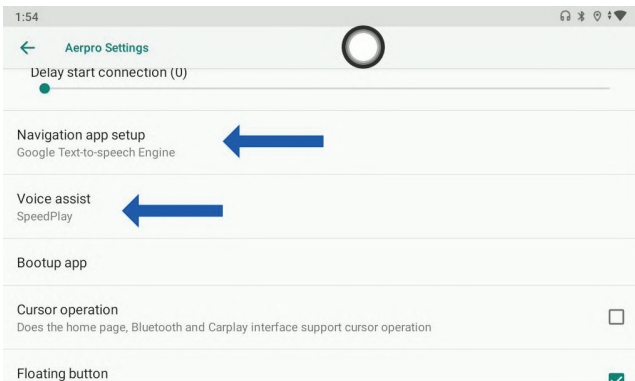 1:54
Aerpro Settings
Delay start connection (0)
Navigation app setup
Google Text-to-speech Engine
Voice assist
SpeedPlay
Bootup app
Cursor operation
Does the home page, Bluetooth and Carplay interface support cursor operation
Floating button